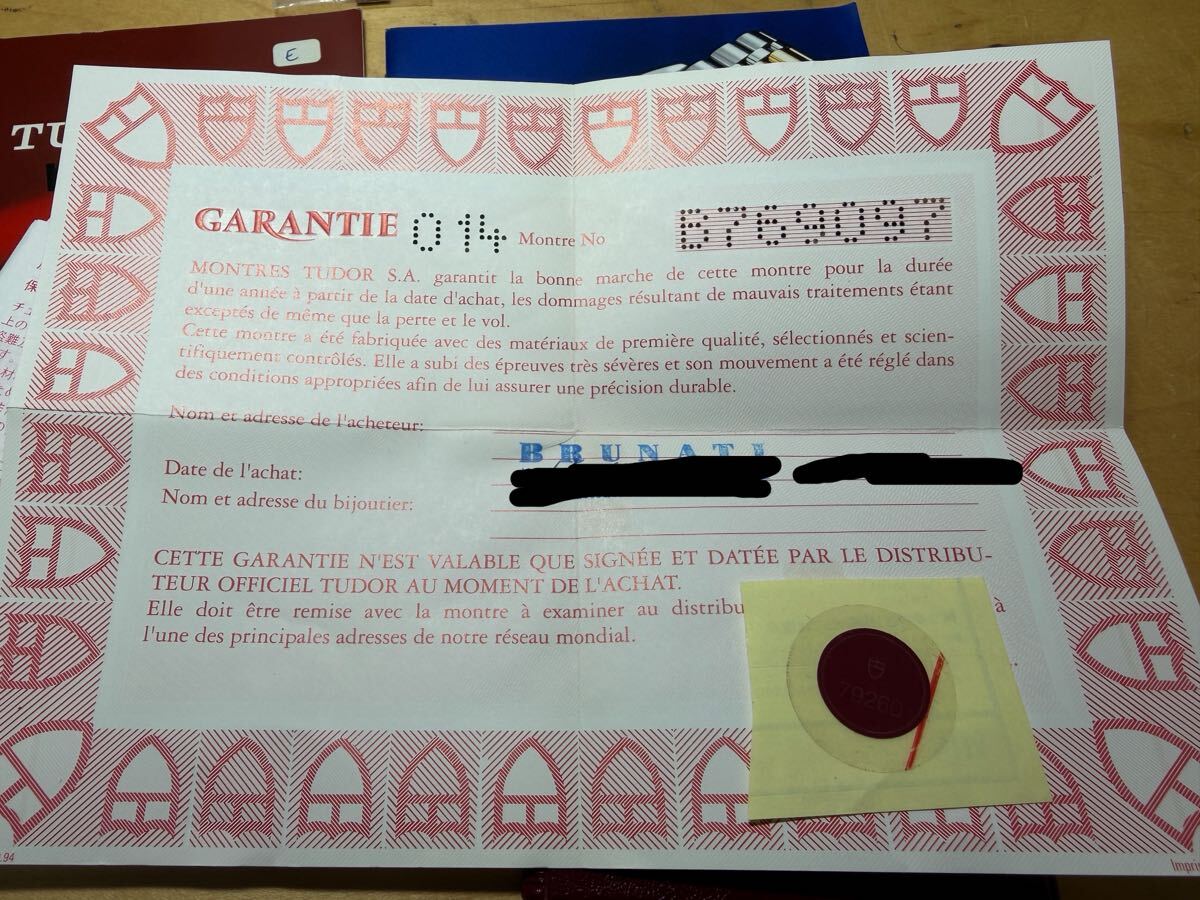 E
TU
GARANTIE 014 Montre No B769097
MONTRES TUDOR S.A. garantit la bonne marche de cette montre pour la durée
d'une année à partir de la date d'achat, les dommages résultant de mauvais traitements étant
exceptés de même que la perte et le vol.
Cette montre a été fabriquée avec des matériaux de première qualité, sélectionnés et scien-
tifiquement contrôlés. Elle a subi des épreuves très sévères et son mouvement a été réglé dans
des conditions appropriées afin de lui assurer une précision durable.
Nom et adresse de l'acheteur:
BRUNATI
Date de l'achat:
Nom et adresse du bijoutier:
CETTE GARANTIE N'EST VALABLE QUE SIGNÉE ET DATÉE PAR LE DISTRIBU-
TEUR OFFICIEL TUDOR AU MOMENT DE L'ACHAT.
Elle doit être remise avec la montre à examiner au distribu à
l'une des principales adresses de notre réseau mondial.
79260
.94
Impri